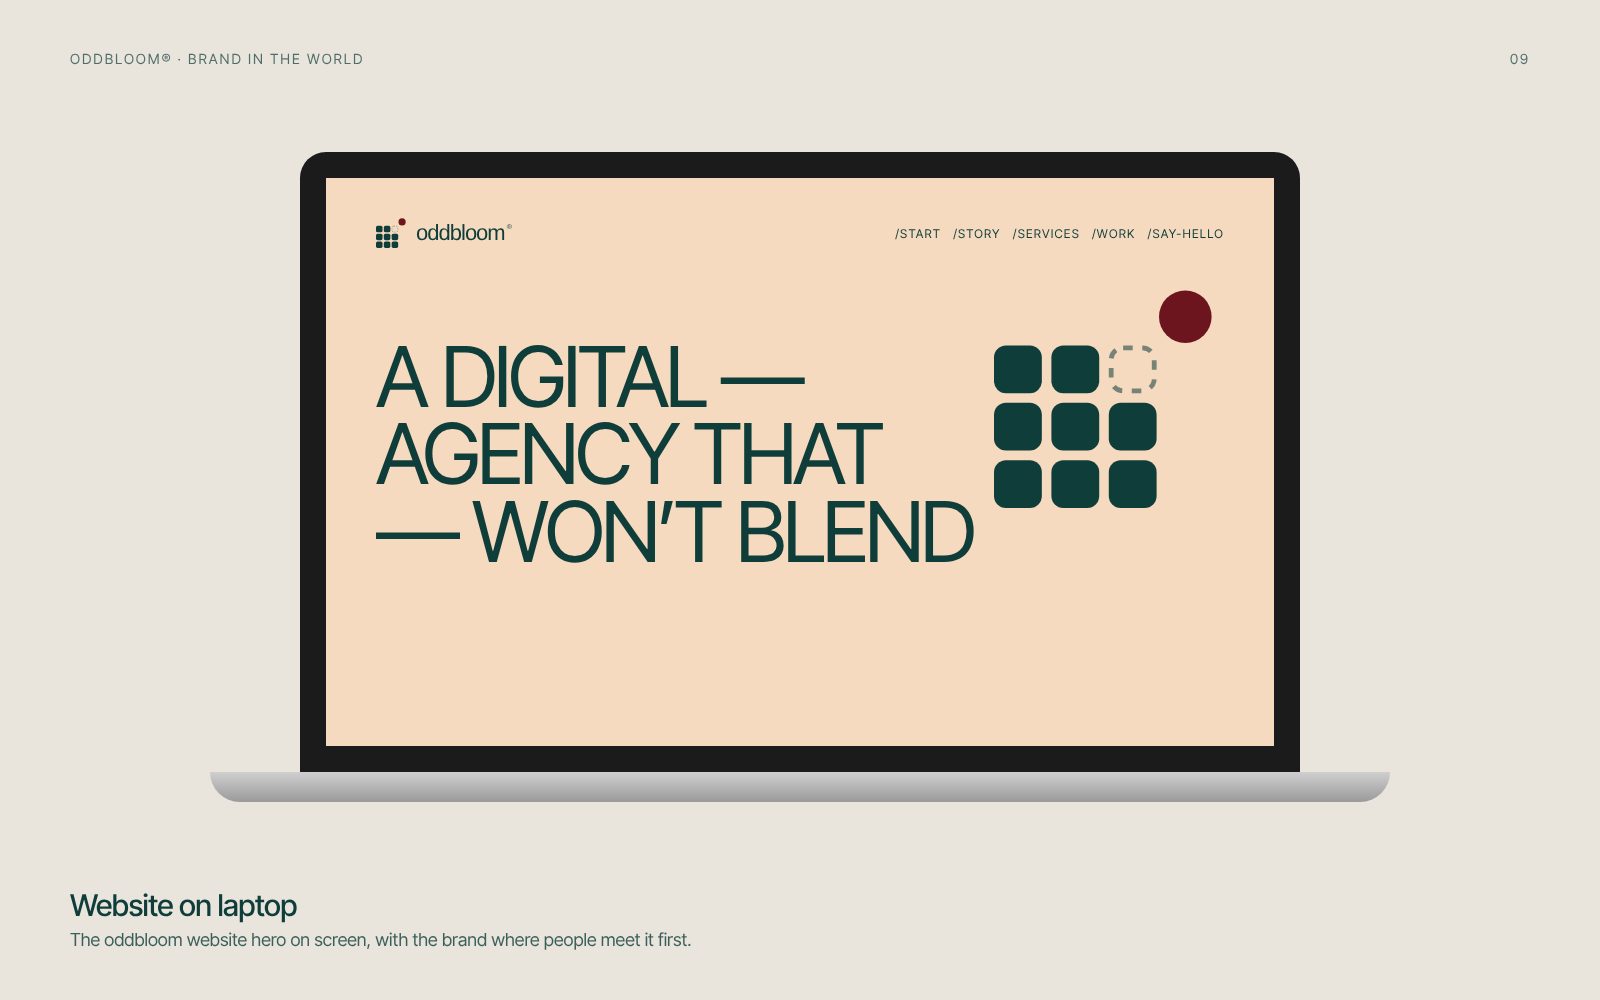 ODDBLOOM® · BRAND IN THE WORLD
09
oddbloom®
/START /STORY /SERVICES /WORK /SAY-HELLO
A DIGITAL —
AGENCY THAT
— WON’T BLEND
Website on laptop
The oddbloom website hero on screen, with the brand where people meet it first.